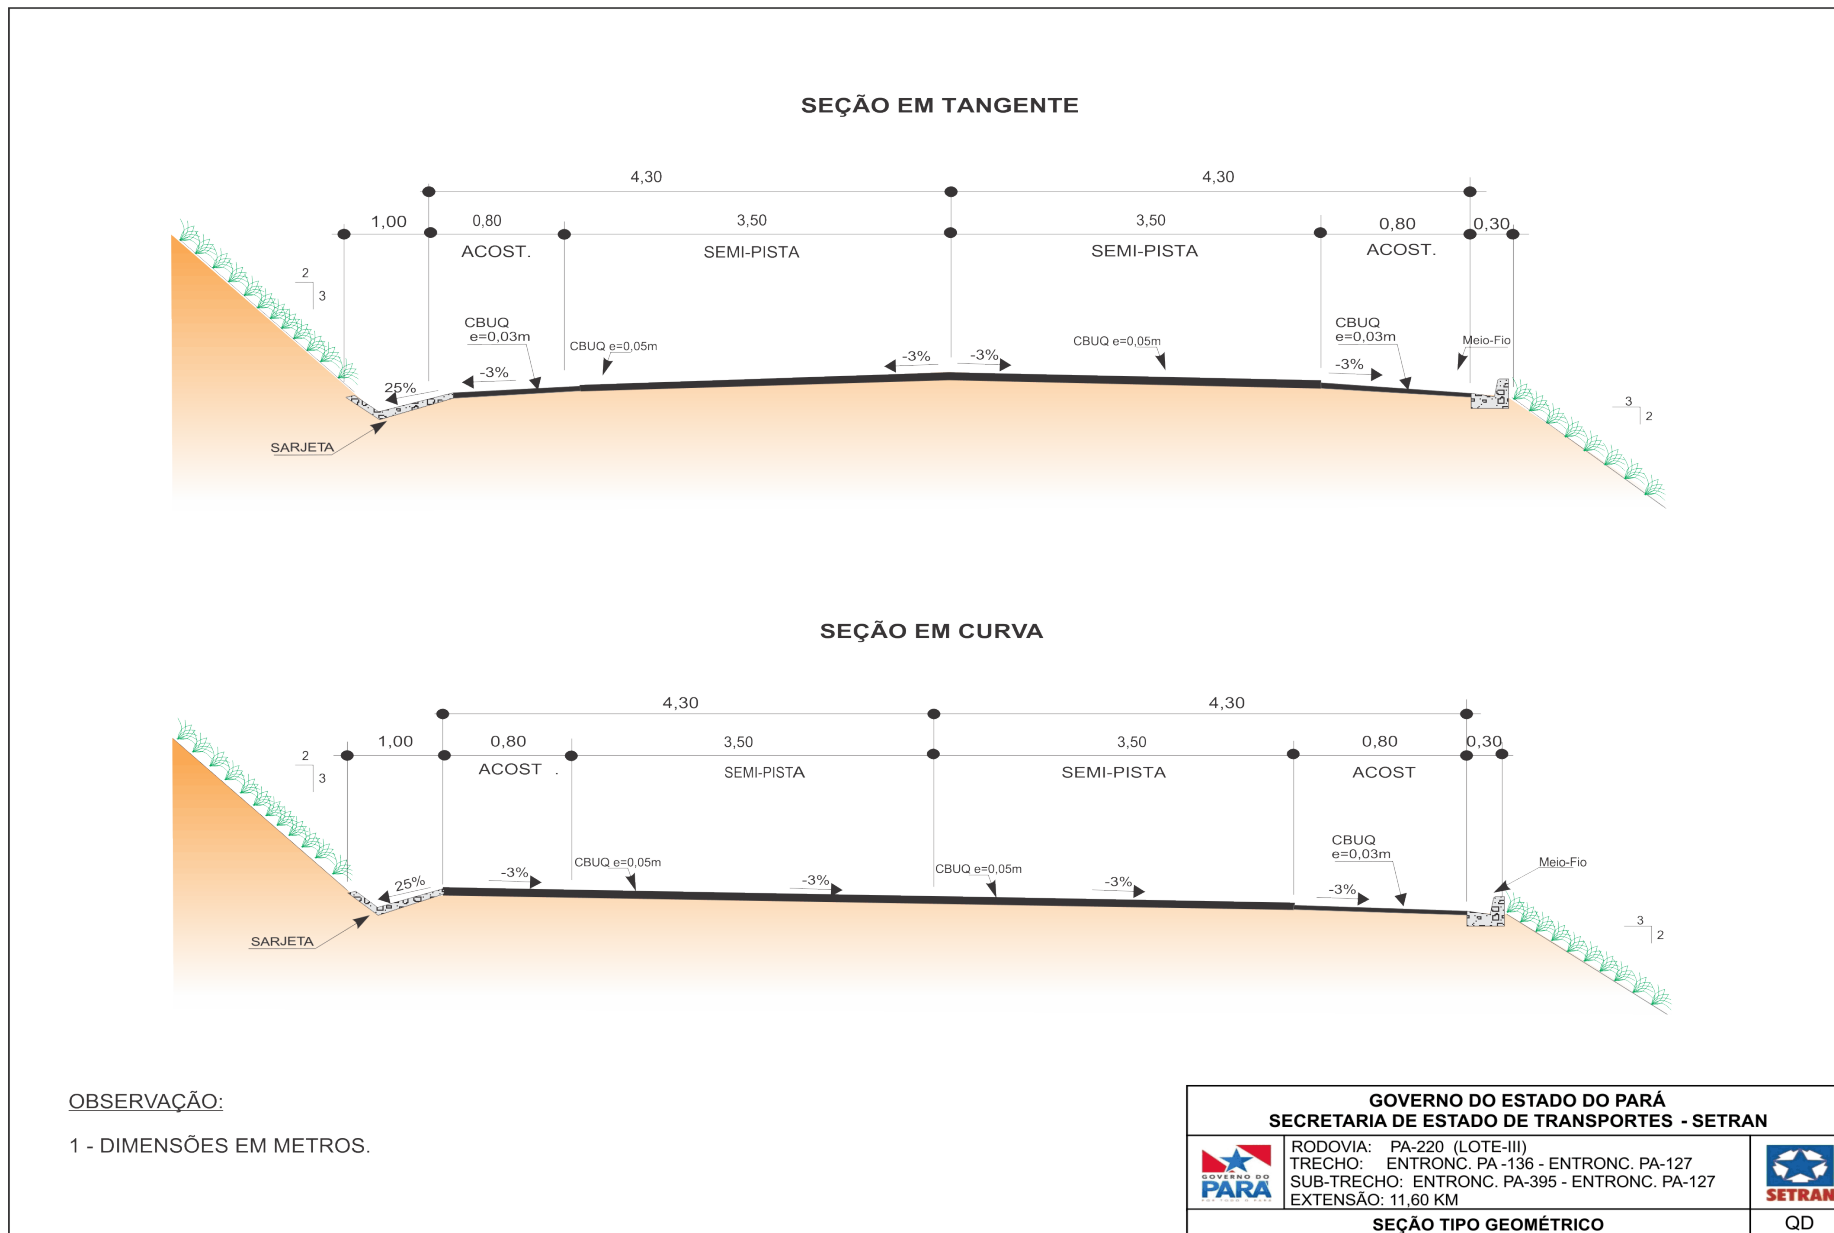 SEÇÃO EM TANGENTE
4,30 4,30
1,00 0,80 3,50 3,50 0,80 0,30
ACOST. SEMI-PISTA SEMI-PISTA ACOST.
2
3
CBUQ
e=0,03m
CBUQ e=0,05m
CBUQ e=0,05m
CBUQ
e=0,03m
Meio-Fio
25% -3% -3% -3% -3%
3
2
SARJETA
SEÇÃO EM CURVA
4,30 4,30
1,00 0,80 3,50 3,50 0,80 0,30
ACOST . SEMI-PISTA SEMI-PISTA ACOST
2
3
CBUQ
e=0,03m
CBUQ e=0,05m
CBUQ e=0,05m
Meio-Fio
25% -3% -3% -3% -3%
3
2
SARJETA
OBSERVAÇÃO:
1 - DIMENSÕES EM METROS.
GOVERNO DO ESTADO DO PARÁ
SECRETARIA DE ESTADO DE TRANSPORTES - SETRAN
GOVERNO DO
PARÁ
RODOVIA: PA-220 (LOTE-III)
TRECHO: ENTRONC. PA -136 - ENTRONC. PA-127
SUB-TRECHO: ENTRONC. PA-395 - ENTRONC. PA-127
EXTENSÃO: 11,60 KM
SETRAN
SEÇÃO TIPO GEOMÉTRICO
QD